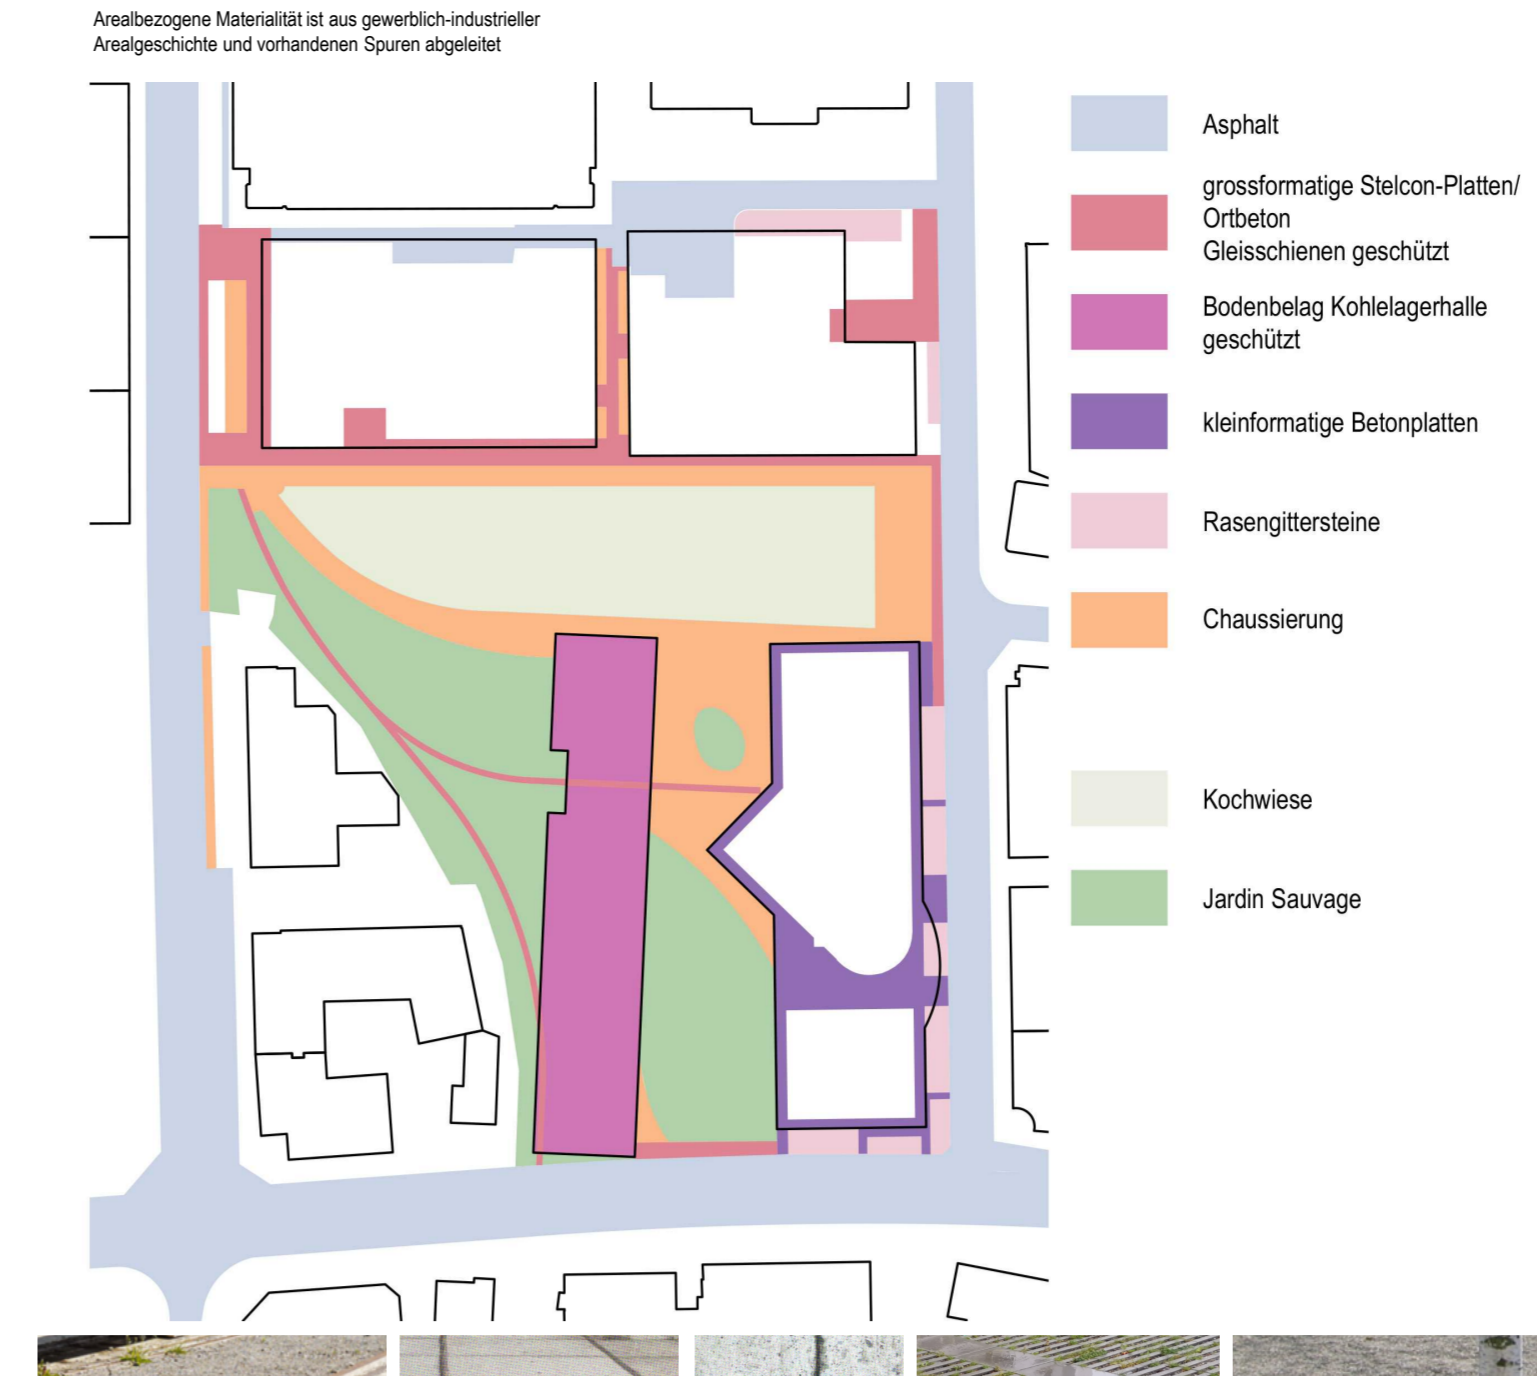 Arealbezogene Materialität ist aus gewerblich-industrieller
Arealgeschichte und vorhandenen Spuren abgeleitet
Asphalt
grossformatige Stelcon-Platten/
Ortbeton
Gleisschienen geschützt
Bodenbelag Kohlelagerhalle
geschützt
kleinformatige Betonplatten
Rasengittersteine
Chaussierung
Kochwiese
Jardin Sauvage